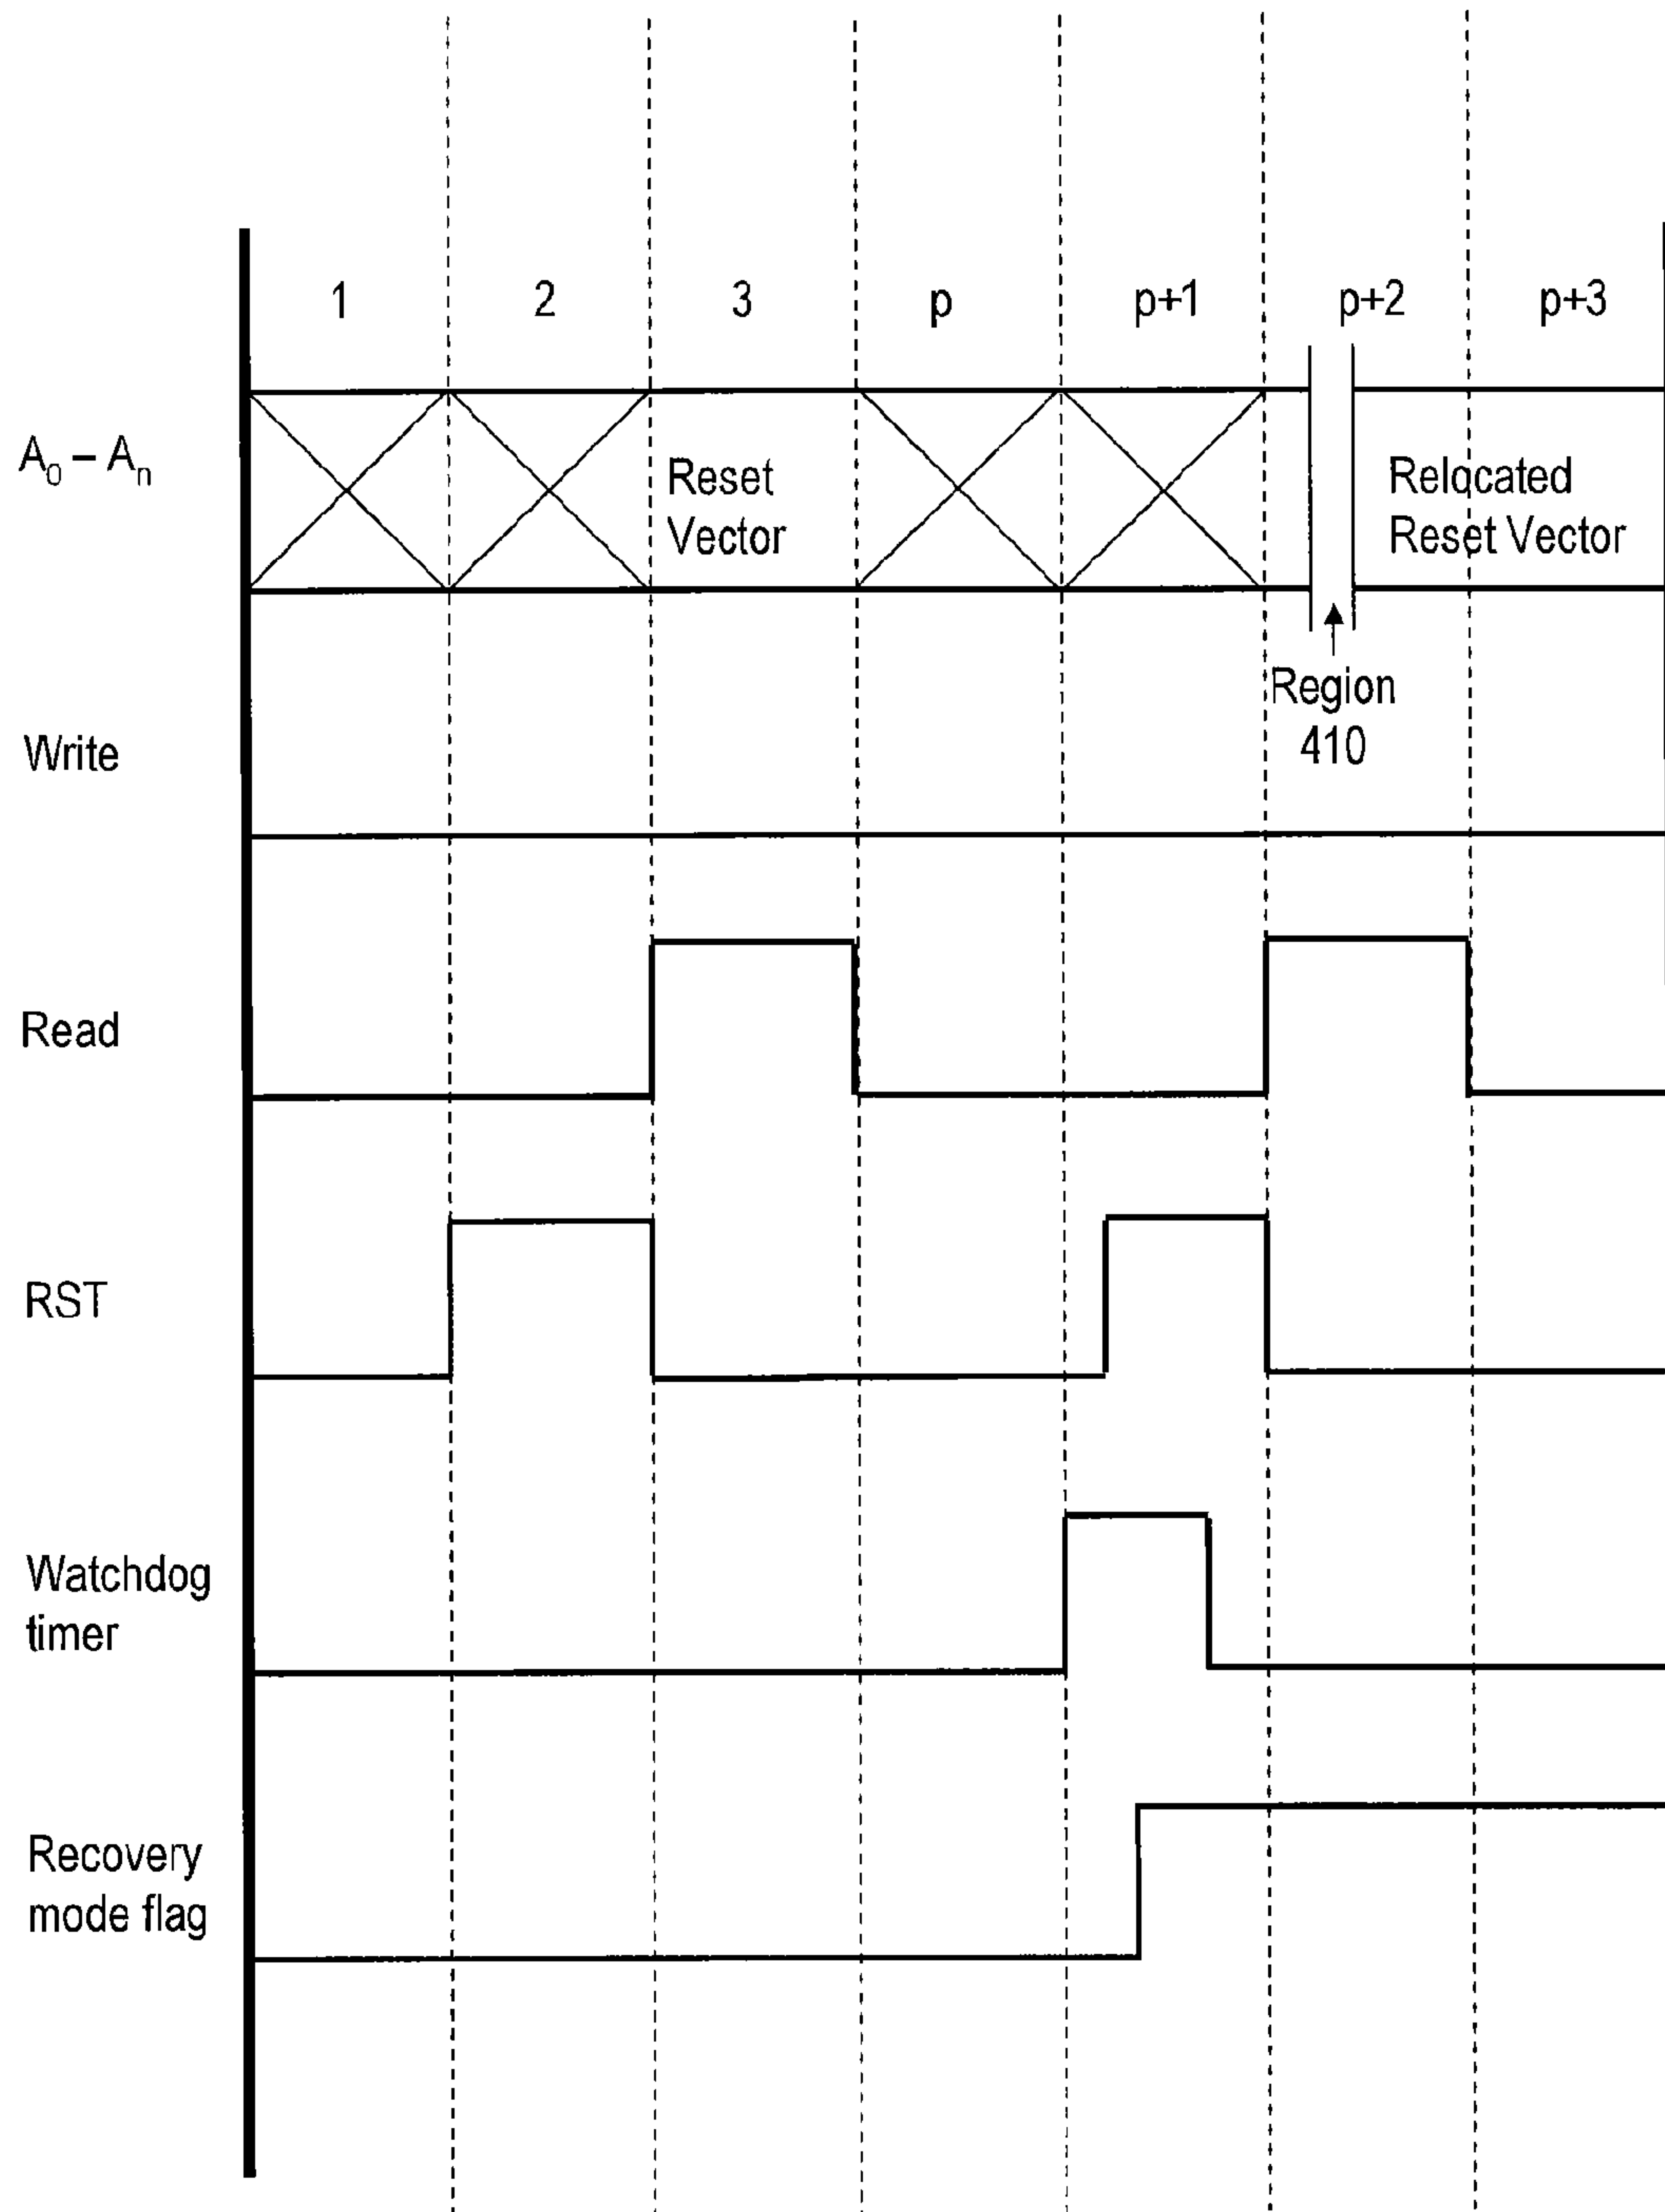 1 2 3 p p+1 p+2 p+3
A₀ – Aₙ
Reset
Vector
Relocated
Reset Vector
Region
410
Write
Read
RST
Watchdog
timer
Recovery
mode flag